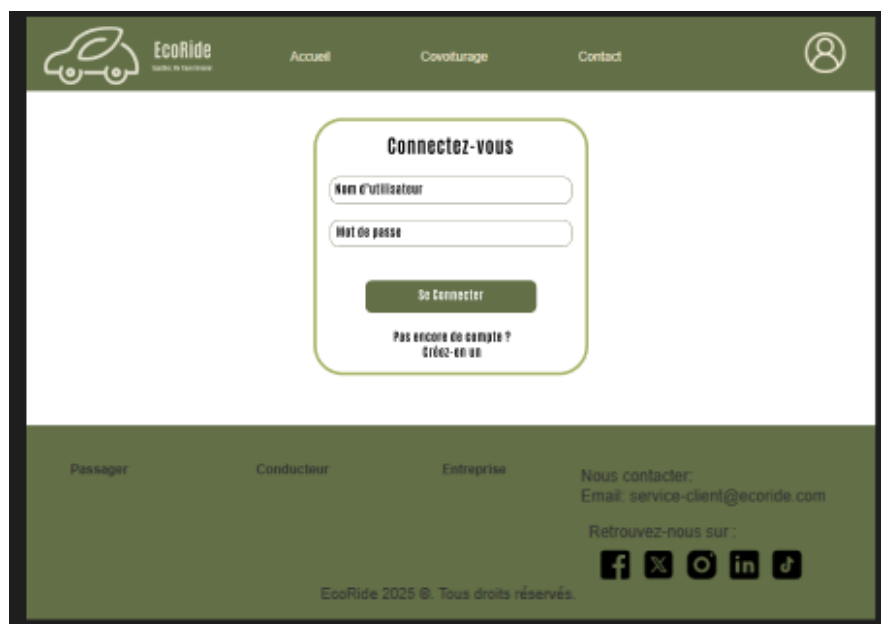 EcoRide
Accueil
Covoiturage
Contact
Connectez-vous
Nom d'utilisateur
Mot de passe
Se Connecter
Pas encore de compte ?
Créez-en un
Passager
Conducteur
Entreprise
Nous contacter:
Email: service-client@ecoride.com
Retrouvez-nous sur :
EcoRide 2025 ®. Tous droits réservés.